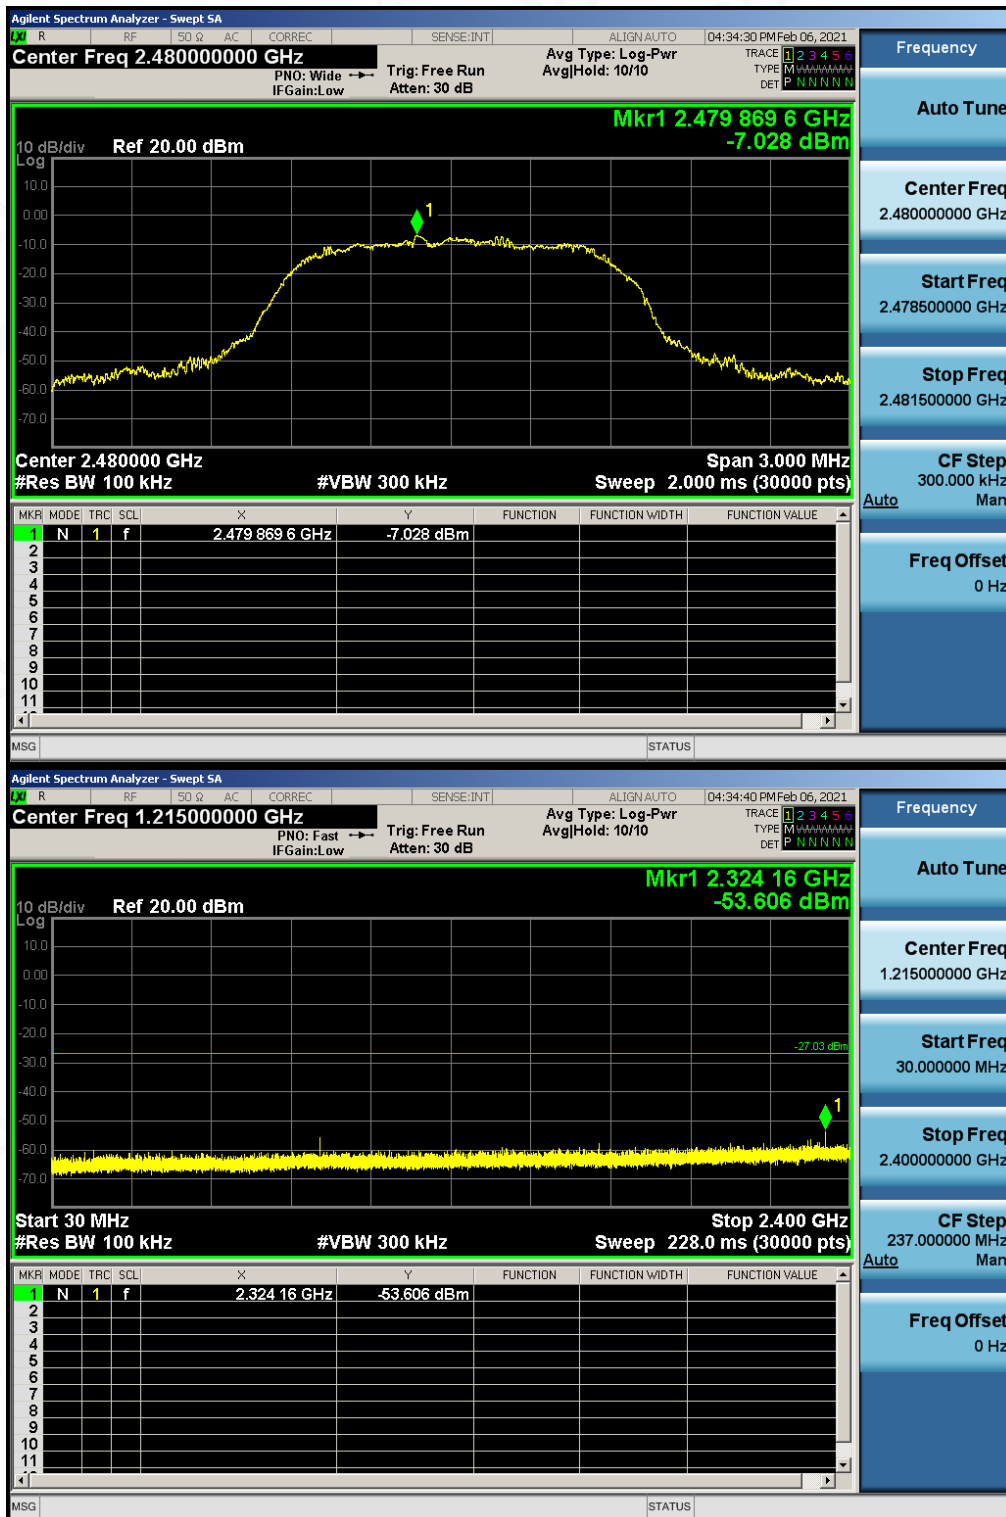 Agilent Spectrum Analyzer - Swept SA
LXI R RF 50 Ω AC CORREC SENSE:INT ALIGN AUTO 04:34:30 PM Feb 06, 2021
Center Freq 2.480000000 GHz
PNO: Wide
IFGain:Low
Trig: Free Run
Atten: 30 dB
Avg Type: Log-Pwr
Avg|Hold: 10/10
TRACE 1 2 3 4 5 6
TYPE M
DET P N N N N N
Mkr1 2.479 869 6 GHz
-7.028 dBm
10 dB/div Ref 20.00 dBm
Log
10.0
0.00
-10.0
-20.0
-30.0
-40.0
-50.0
-60.0
-70.0
1
Center 2.480000 GHz Span 3.000 MHz
#Res BW 100 kHz #VBW 300 kHz Sweep 2.000 ms (30000 pts)
MKR MODE TRC SCL X Y FUNCTION FUNCTION WIDTH FUNCTION VALUE
1 N 1 f 2.479 869 6 GHz -7.028 dBm
2
3
4
5
6
7
8
9
10
11
MSG STATUS
Frequency
Auto Tune
Center Freq
2.480000000 GHz
Start Freq
2.478500000 GHz
Stop Freq
2.481500000 GHz
CF Step
300.000 kHz
Auto Man
Freq Offset
0 Hz
Agilent Spectrum Analyzer - Swept SA
LXI R RF 50 Ω AC CORREC SENSE:INT ALIGN AUTO 04:34:40 PM Feb 06, 2021
Center Freq 1.215000000 GHz
PNO: Fast
IFGain:Low
Trig: Free Run
Atten: 30 dB
Avg Type: Log-Pwr
Avg|Hold: 10/10
TRACE 1 2 3 4 5 6
TYPE M
DET P N N N N N
Mkr1 2.324 16 GHz
-53.606 dBm
10 dB/div Ref 20.00 dBm
Log
10.0
0.00
-10.0
-20.0
-30.0
-40.0
-50.0
-60.0
-70.0
-27.03 dBm
1
Start 30 MHz Stop 2.400 GHz
#Res BW 100 kHz #VBW 300 kHz Sweep 228.0 ms (30000 pts)
MKR MODE TRC SCL X Y FUNCTION FUNCTION WIDTH FUNCTION VALUE
1 N 1 f 2.324 16 GHz -53.606 dBm
2
3
4
5
6
7
8
9
10
11
MSG STATUS
Frequency
Auto Tune
Center Freq
1.215000000 GHz
Start Freq
30.000000 MHz
Stop Freq
2.400000000 GHz
CF Step
237.000000 MHz
Auto Man
Freq Offset
0 Hz